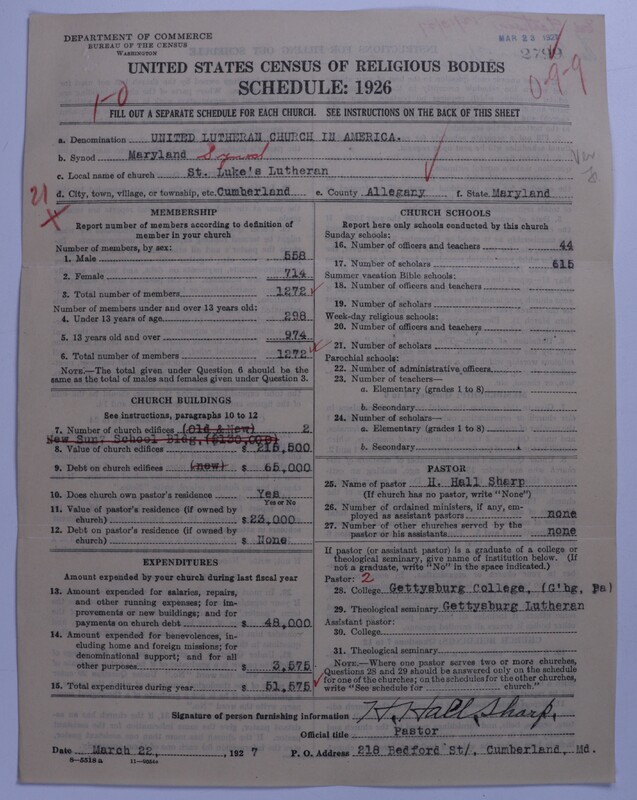 DEPARTMENT OF COMMERCE
BUREAU OF THE CENSUS
WASHINGTON
MAR 23 1927
UNITED STATES CENSUS OF RELIGIOUS BODIES
SCHEDULE: 1926
1-0
0-9-9
FILL OUT A SEPARATE SCHEDULE FOR EACH CHURCH. SEE INSTRUCTIONS ON THE BACK OF THIS SHEET
a. Denomination UNITED LUTHERAN CHURCH IN AMERICA.
b. Synod Maryland Synod
c. Local name of church St. Luke's Lutheran
d. City, town, village, or township, etc. Cumberland e. County Allegany f. State Maryland
21
X
MEMBERSHIP
Report number of members according to definition of
member in your church
Number of members, by sex:
1. Male 558
2. Female 714
3. Total number of members 1272
Number of members under and over 13 years old:
4. Under 13 years of age 298
5. 13 years old and over 974
6. Total number of members 1272
NOTE.—The total given under Question 6 should be
same as the total of males and females given under Question 3.
CHURCH BUILDINGS
See instructions, paragraphs 10 to 12
7. Number of church edifices (Old & New) 2
New Sun. School Bldg. ($150,000)
8. Value of church edifices $ 215,500
9. Debt on church edifices (new) $ 65,000
10. Does church own pastor's residence Yes
Yes or No
11. Value of pastor's residence (if owned by
church) $ 23,000
12. Debt on pastor's residence (if owned by
church) $ None
EXPENDITURES
Amount expended by your church during last fiscal year
13. Amount expended for salaries, repairs,
and other running expenses; for im-
provements or new buildings; and for
payments on church debt $ 48,000
14. Amount expended for benevolences, in-
cluding home and foreign missions; for
denominational support; and for all
other purposes $ 3,575
15. Total expenditures during year $ 51,575
CHURCH SCHOOLS
Report here only schools conducted by this church
Sunday schools:
16. Number of officers and teachers 44
17. Number of scholars 615
Summer vacation Bible schools:
18. Number of officers and teachers
19. Number of scholars
Week-day religious schools:
20. Number of officers and teachers
21. Number of scholars
Parochial schools:
22. Number of administrative officers
23. Number of teachers—
a. Elementary (grades 1 to 8)
b. Secondary
24. Number of scholars—
a. Elementary (grades 1 to 8)
b. Secondary
PASTOR
25. Name of pastor H. Hall Sharp
(If church has no pastor, write "None")
26. Number of ordained ministers, if any, em-
ployed as assistant pastors none
27. Number of other churches served by the
pastor or his assistants none
If pastor (or assistant pastor) is a graduate of a college or
theological seminary, give name of institution below. (If
not a graduate, write "No" in the space indicated.)
Pastor: 2
28. College Gettysburg College, (G'bg, Pa)
29. Theological seminary Gettysburg Lutheran
Assistant pastor:
30. College
31. Theological seminary
NOTE.—Where one pastor serves two or more churches,
Questions 28 and 29 should be answered only on the schedule
for one of the churches; on the schedules for the other churches,
write "See schedule for church."
Signature of person furnishing information H. Hall Sharp.
Official title Pastor
Date March 22, 1927 P. O. Address 218 Bedford St/, Cumberland, Md.
8-5518 a 11-9264